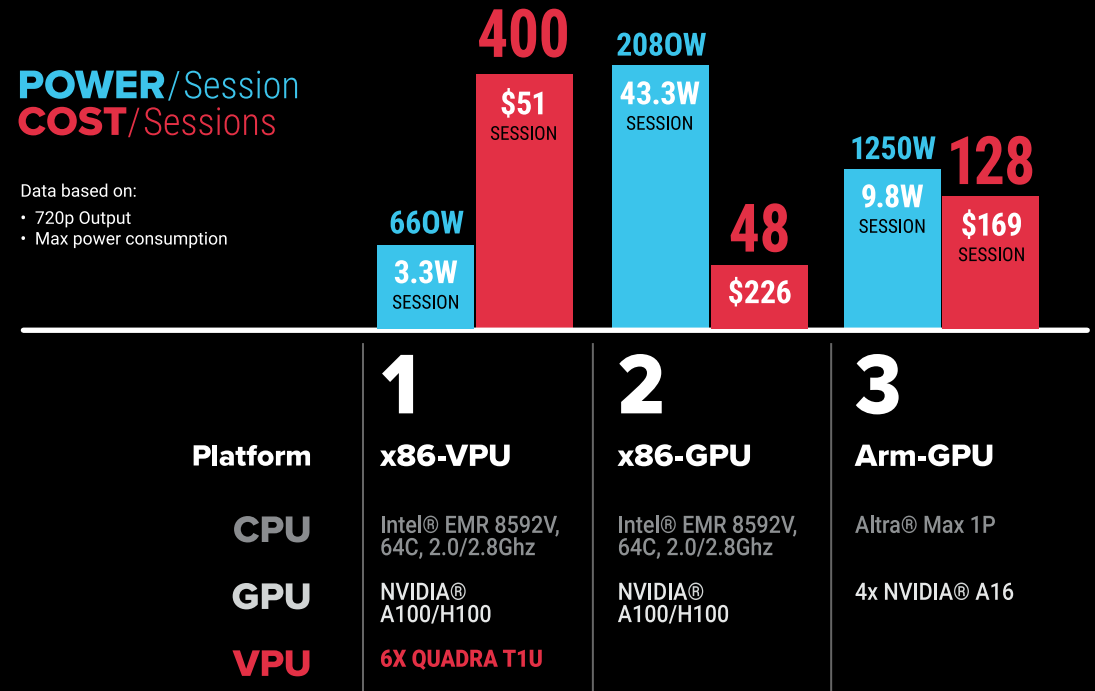 POWER/Session
COST/Sessions
Data based on:
• 720p Output
• Max power consumption
660W
3.3W
SESSION
400
$51
SESSION
2080W
43.3W
SESSION
48
$226
1250W
9.8W
SESSION
128
$169
SESSION
1
2
3
Platform
x86-VPU
x86-GPU
Arm-GPU
CPU
Intel® EMR 8592V,
64C, 2.0/2.8Ghz
Intel® EMR 8592V,
64C, 2.0/2.8Ghz
Altra® Max 1P
GPU
NVIDIA®
A100/H100
NVIDIA®
A100/H100
4x NVIDIA® A16
VPU
6X QUADRA T1U